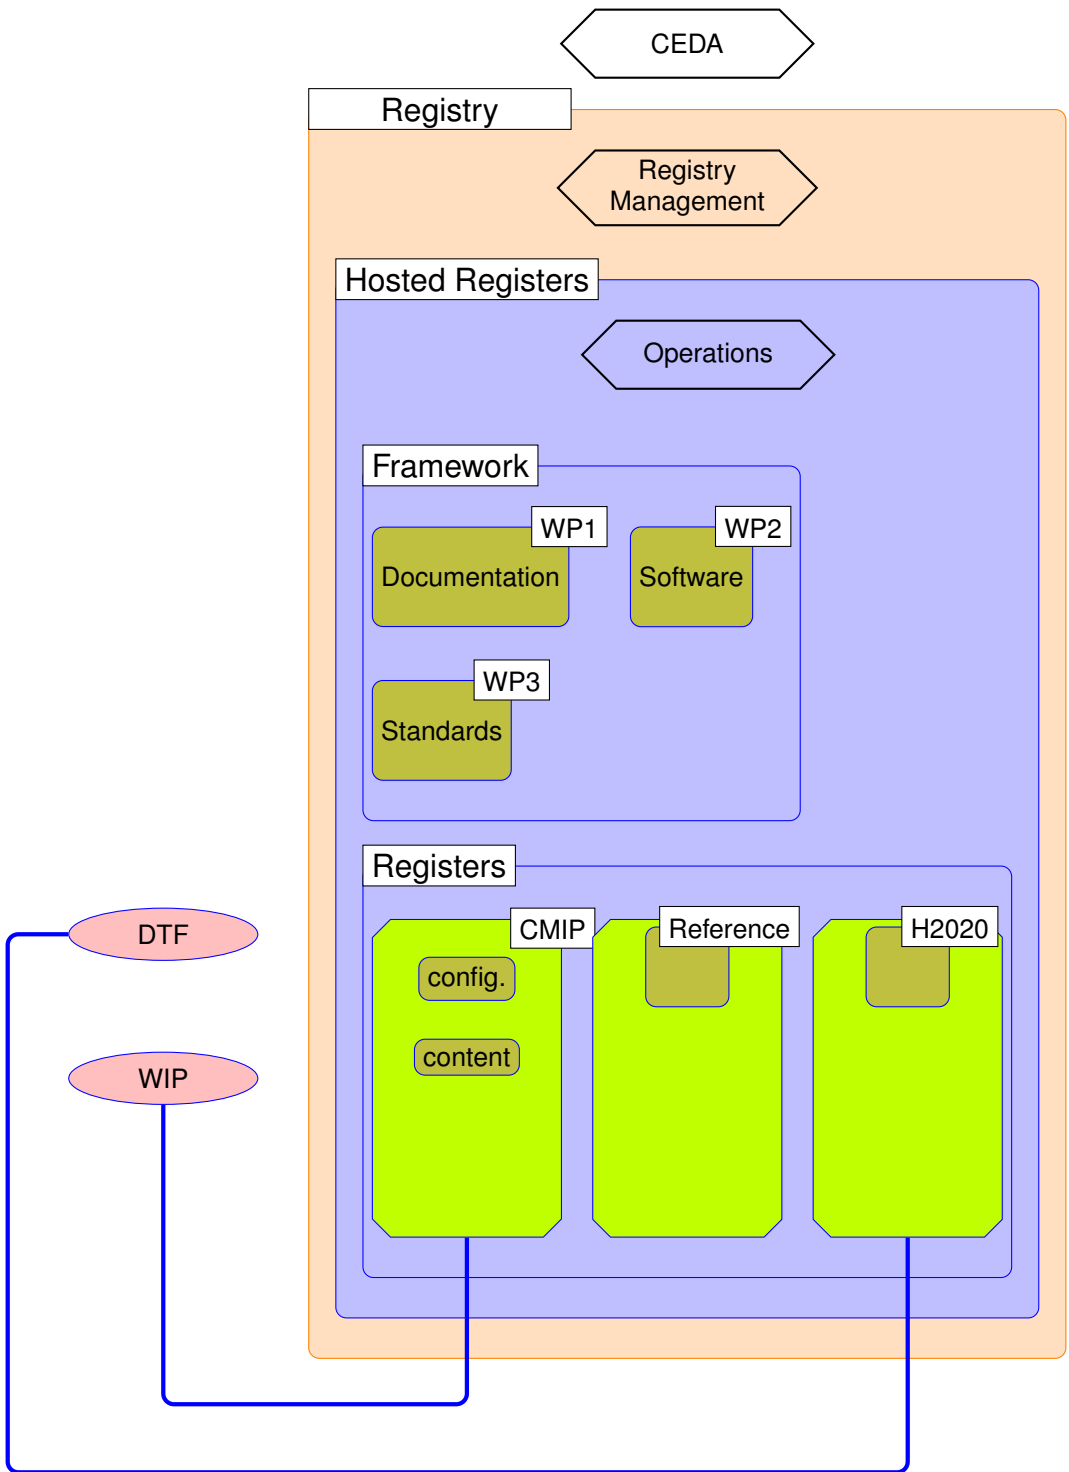 CEDA
Registry
Registry
Management
Hosted Registers
Operations
Framework
WP1
Documentation
WP2
Software
WP3
Standards
Registers
CMIP
config.
content
Reference
H2020
DTF
WIP